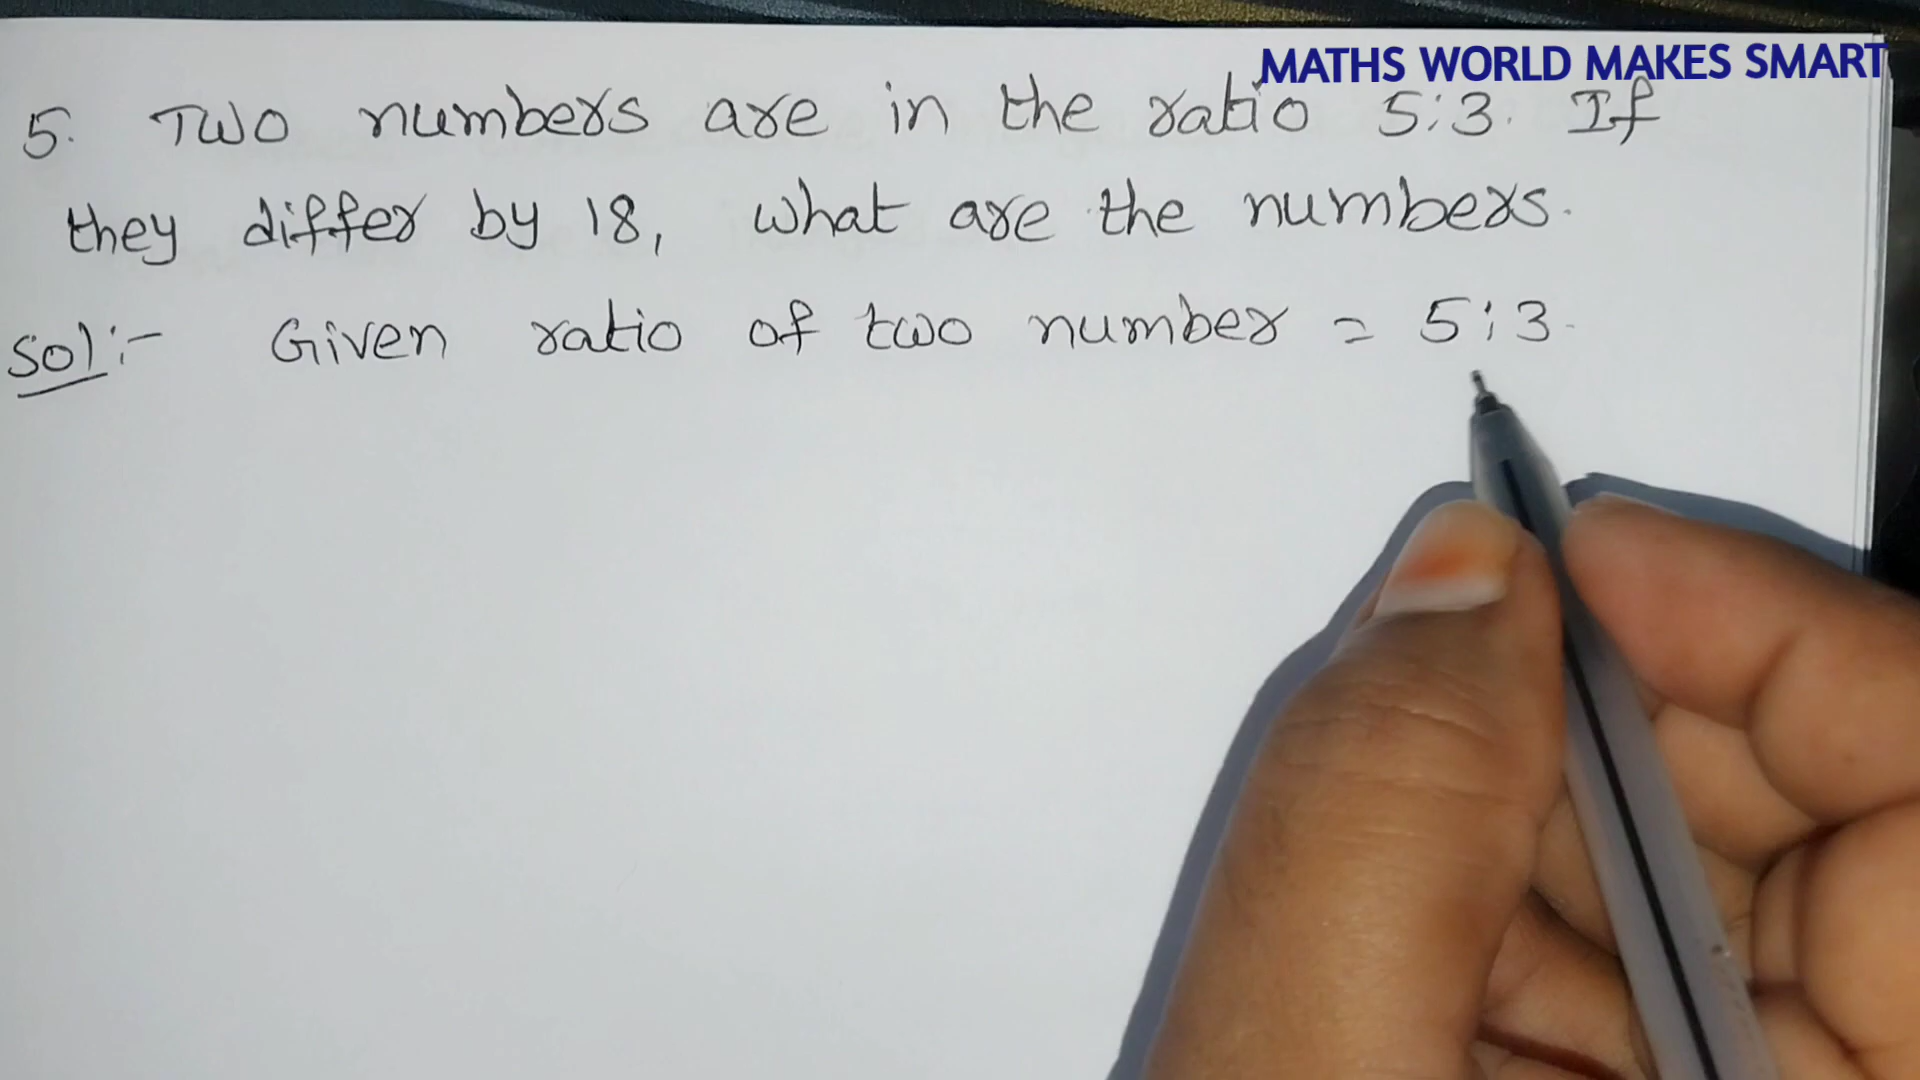 MATHS WORLD MAKES SMART
5. Two numbers are in the ratio 5:3. If
they differ by 18, what are the numbers.
Sol:- Given ratio of two number = 5:3.